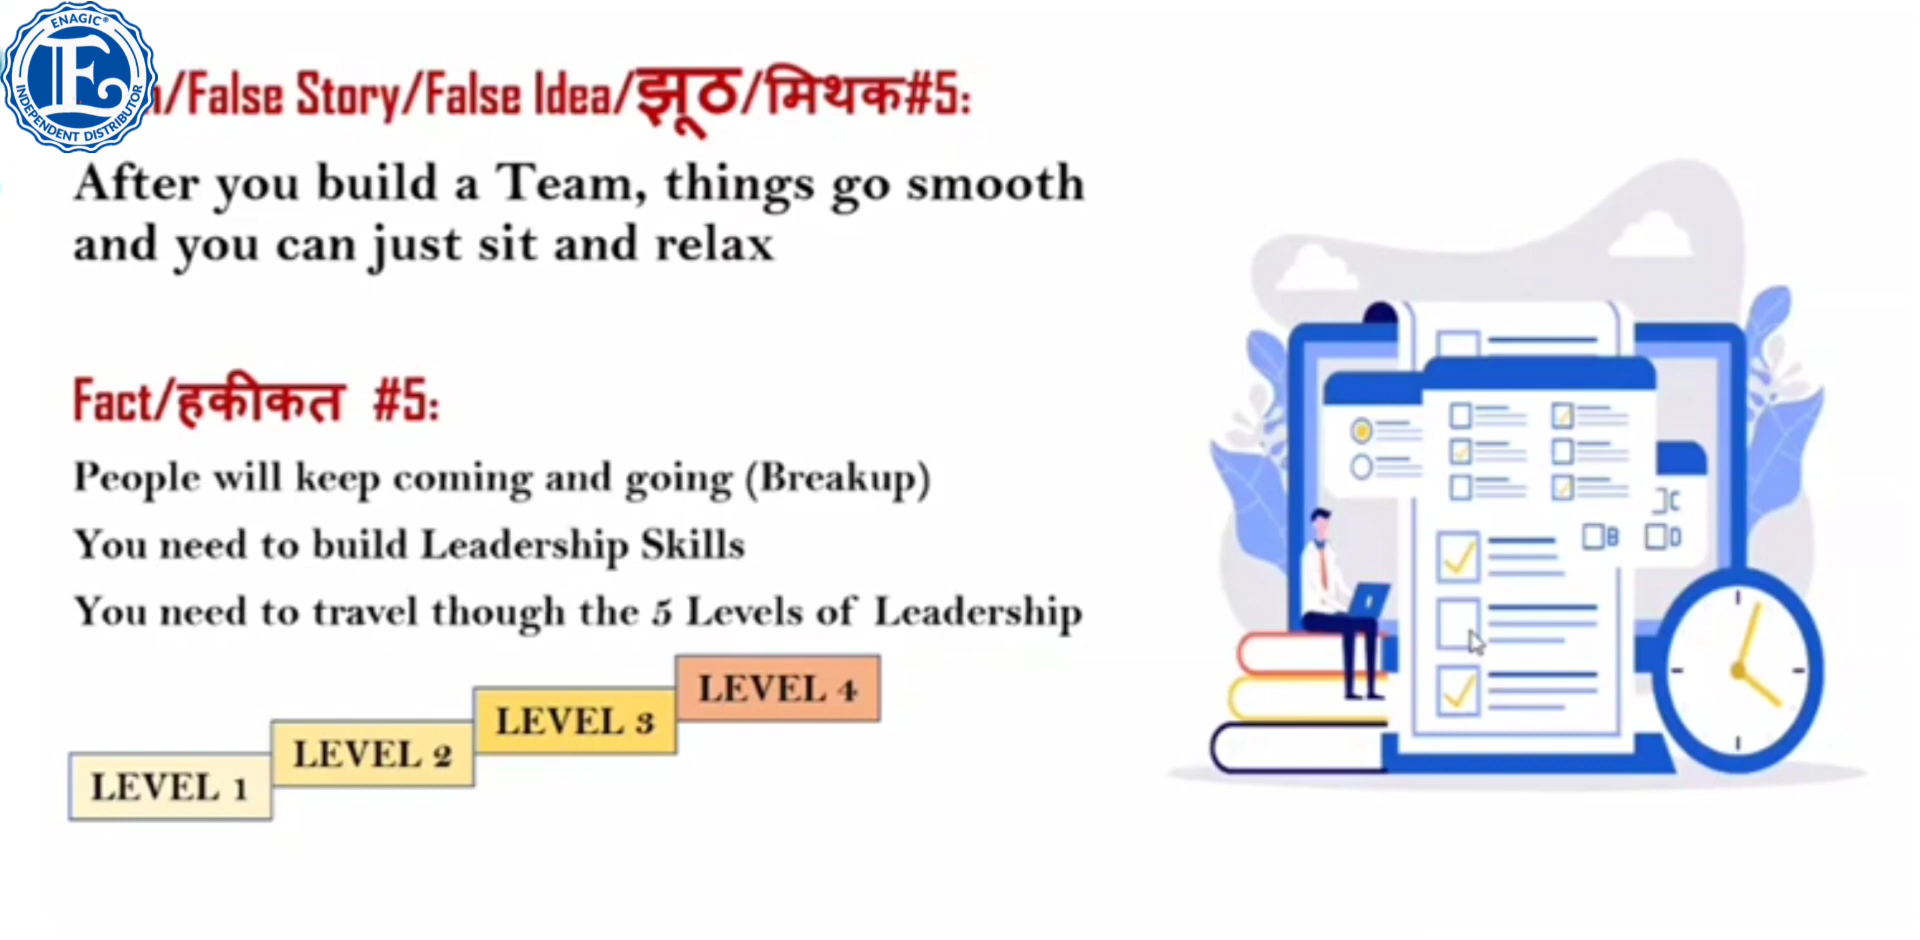 ENAGIC®
E
INDEPENDENT DISTRIBUTOR
/False Story/False Idea/झूठ/मिथक#5:
After you build a Team, things go smooth
and you can just sit and relax
Fact/हकीकत #5:
People will keep coming and going (Breakup)
You need to build Leadership Skills
You need to travel though the 5 Levels of Leadership
LEVEL 4
LEVEL 3
LEVEL 2
LEVEL 1
C
B D